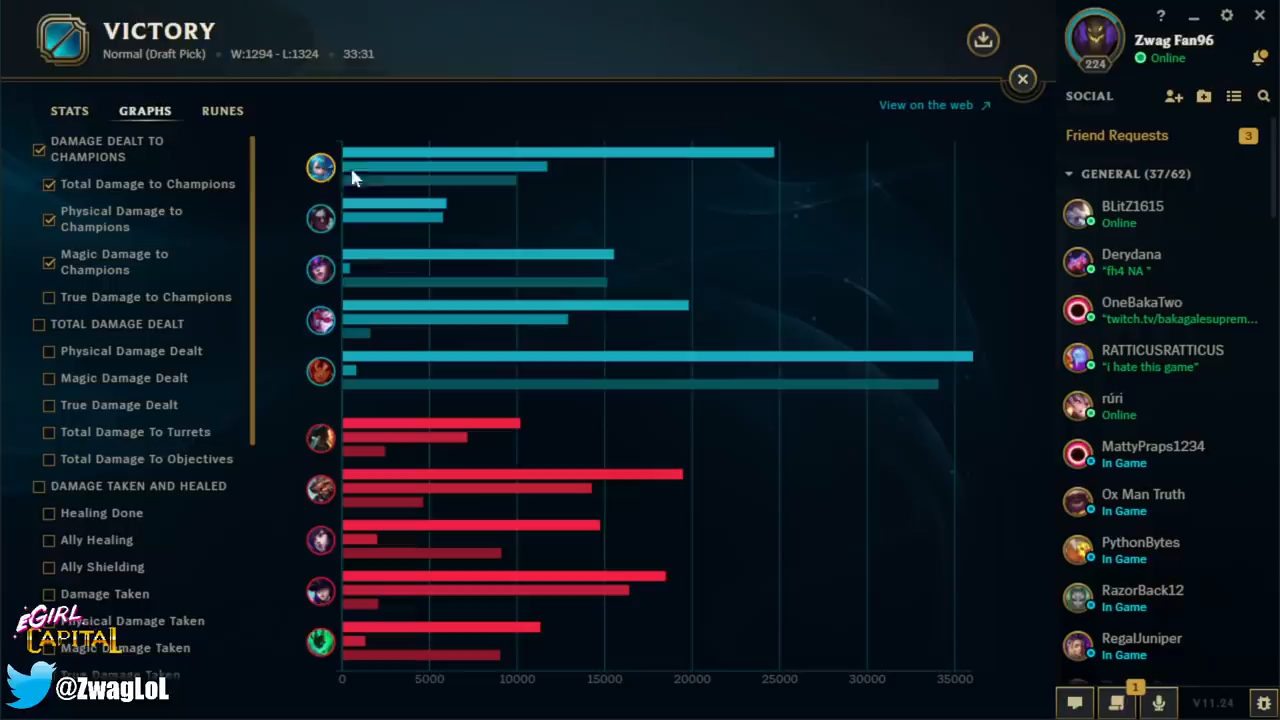 VICTORY
Normal (Draft Pick) • W:1294 - L:1324 • 33:31
STATS
GRAPHS
RUNES
View on the web
DAMAGE DEALT TO
CHAMPIONS
Total Damage to Champions
Physical Damage to
Champions
Magic Damage to
Champions
True Damage to Champions
TOTAL DAMAGE DEALT
Physical Damage Dealt
Magic Damage Dealt
True Damage Dealt
Total Damage To Turrets
Total Damage To Objectives
DAMAGE TAKEN AND HEALED
Healing Done
Ally Healing
Ally Shielding
Damage Taken
Physical Damage Taken
Magic Damage Taken
True Damage Taken
EGIRL
CAPITAL
@ZwagLoL
0
5000
10000
15000
20000
25000
30000
35000
?
224
Zwag Fan96
Online
SOCIAL
Friend Requests
3
GENERAL (37/62)
BLitZ1615
Online
Derydana
"fh4 NA "
OneBakaTwo
"twitch.tv/bakagalesuprem...
RATTICUSRATTICUS
"i hate this game"
rúri
Online
MattyPraps1234
In Game
Ox Man Truth
In Game
PythonBytes
In Game
RazorBack12
In Game
RegalJuniper
In Game
1
V11.24